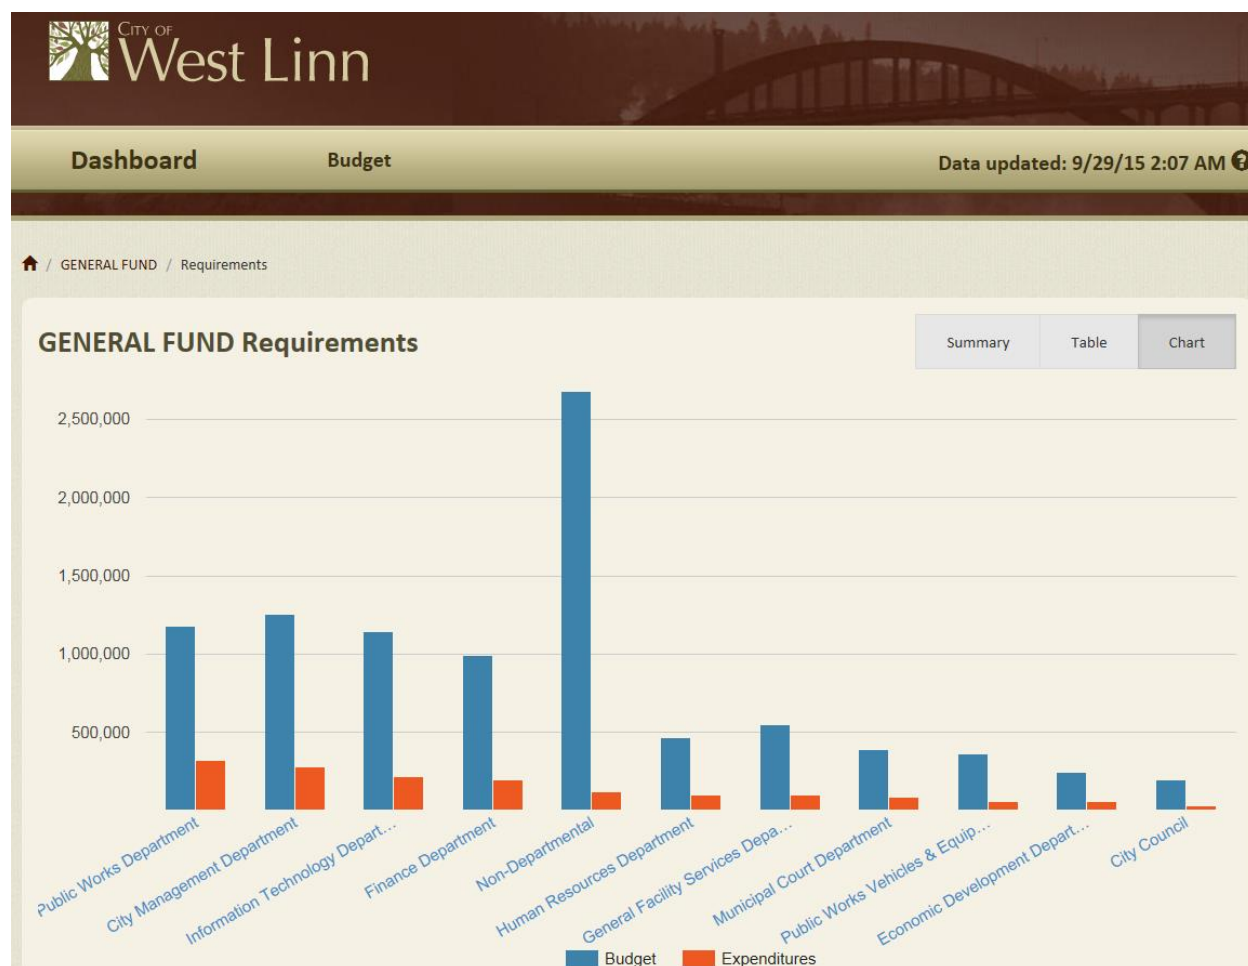 CITY OF
West Linn
Dashboard Budget Data updated: 9/29/15 2:07 AM ?
/ GENERAL FUND / Requirements
GENERAL FUND Requirements Summary Table Chart
2,500,000
2,000,000
1,500,000
1,000,000
500,000
Public Works Department
City Management Department
Information Technology Depart...
Finance Department
Non-Departmental
Human Resources Department
General Facility Services Depa...
Municipal Court Department
Public Works Vehicles & Equip...
Economic Development Depart...
City Council
Budget Expenditures